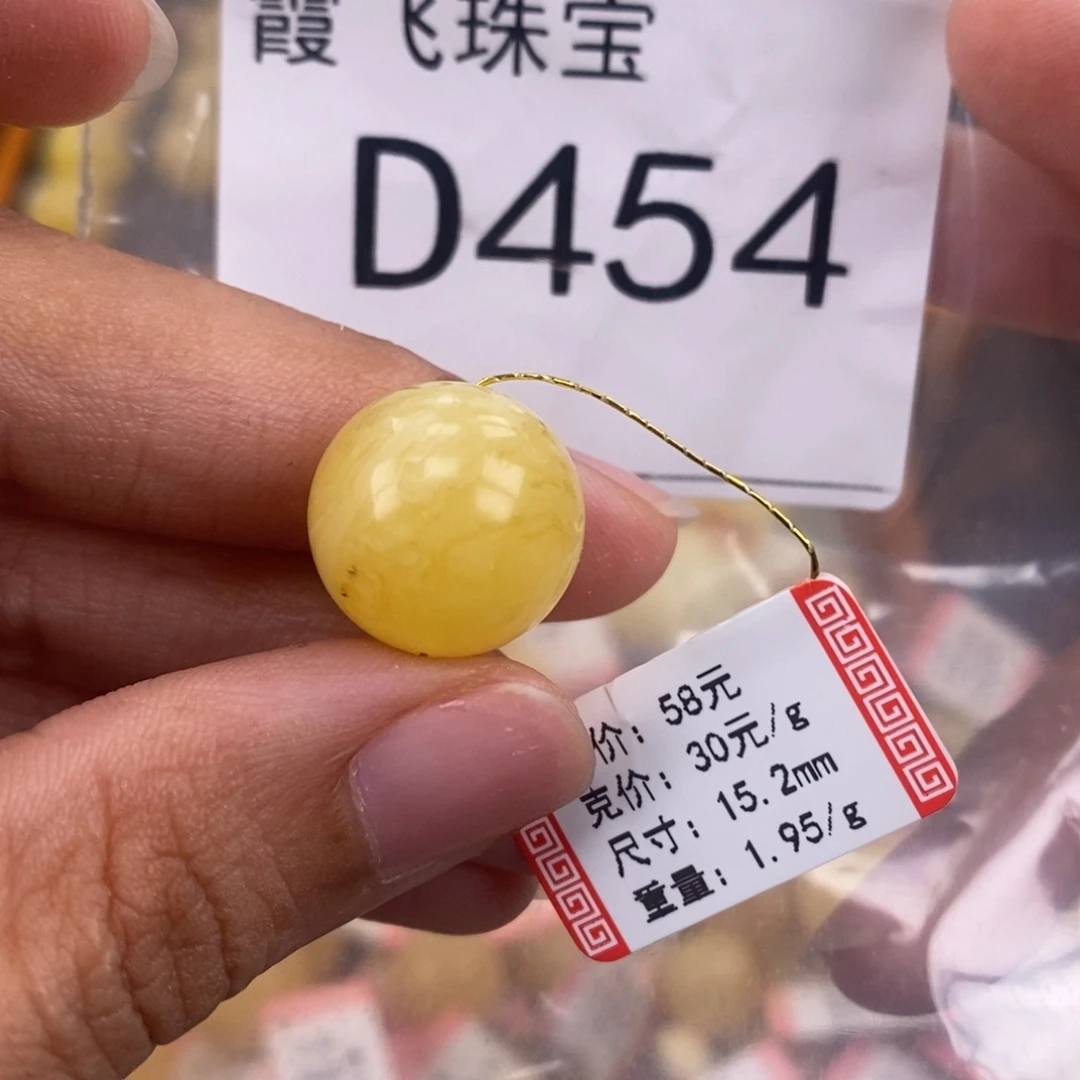 霞飞珠宝
D454
价: 58元
克价: 30元/g
尺寸: 15.2mm
重量: 1.95/g